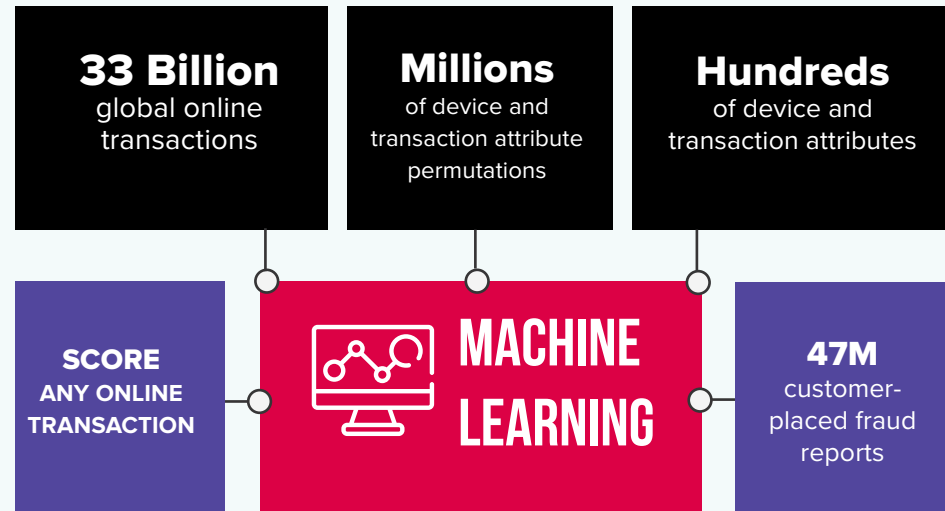 33 Billion
global online
transactions
Millions
of device and
transaction attribute
permutations
Hundreds
of device and
transaction attributes
SCORE
ANY ONLINE
TRANSACTION
MACHINE
LEARNING
47M
customer-
placed fraud
reports